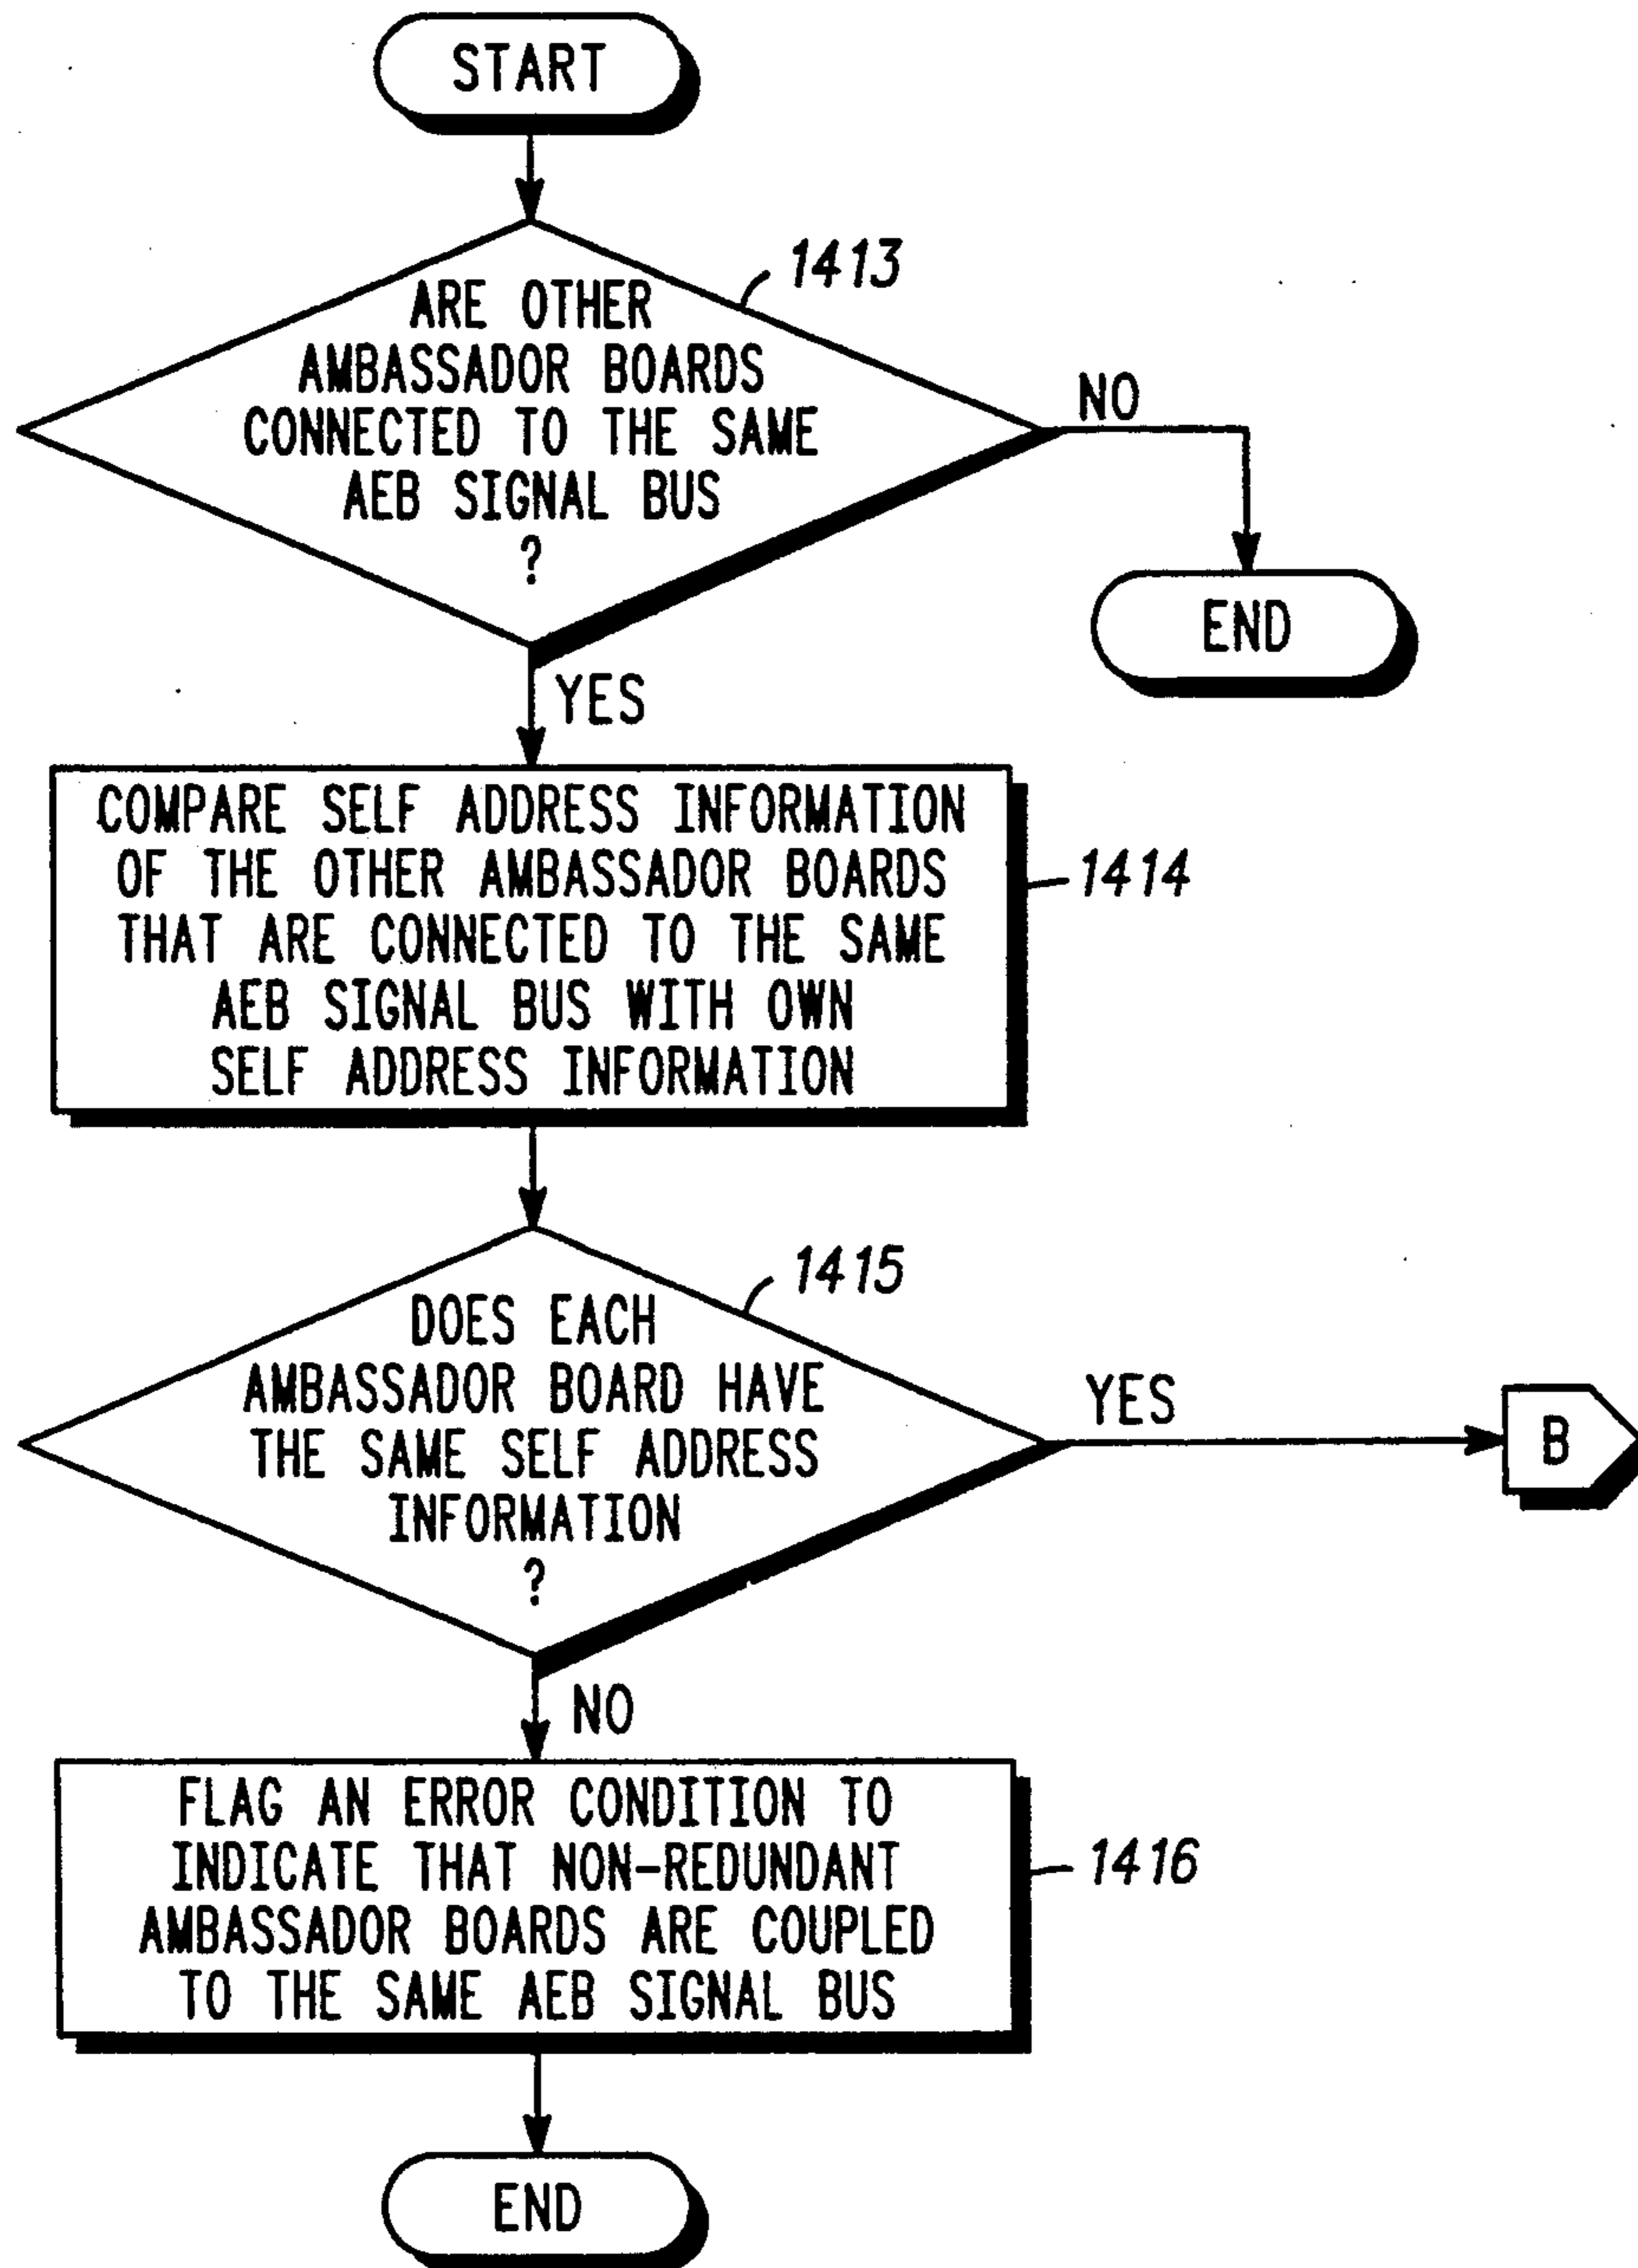 START
1413
ARE OTHER
AMBASSADOR BOARDS
CONNECTED TO THE SAME
AEB SIGNAL BUS
?
NO
END
YES
COMPARE SELF ADDRESS INFORMATION
OF THE OTHER AMBASSADOR BOARDS
THAT ARE CONNECTED TO THE SAME
AEB SIGNAL BUS WITH OWN
SELF ADDRESS INFORMATION
1414
1415
DOES EACH
AMBASSADOR BOARD HAVE
THE SAME SELF ADDRESS
INFORMATION
?
YES
B
NO
FLAG AN ERROR CONDITION TO
INDICATE THAT NON-REDUNDANT
AMBASSADOR BOARDS ARE COUPLED
TO THE SAME AEB SIGNAL BUS
1416
END